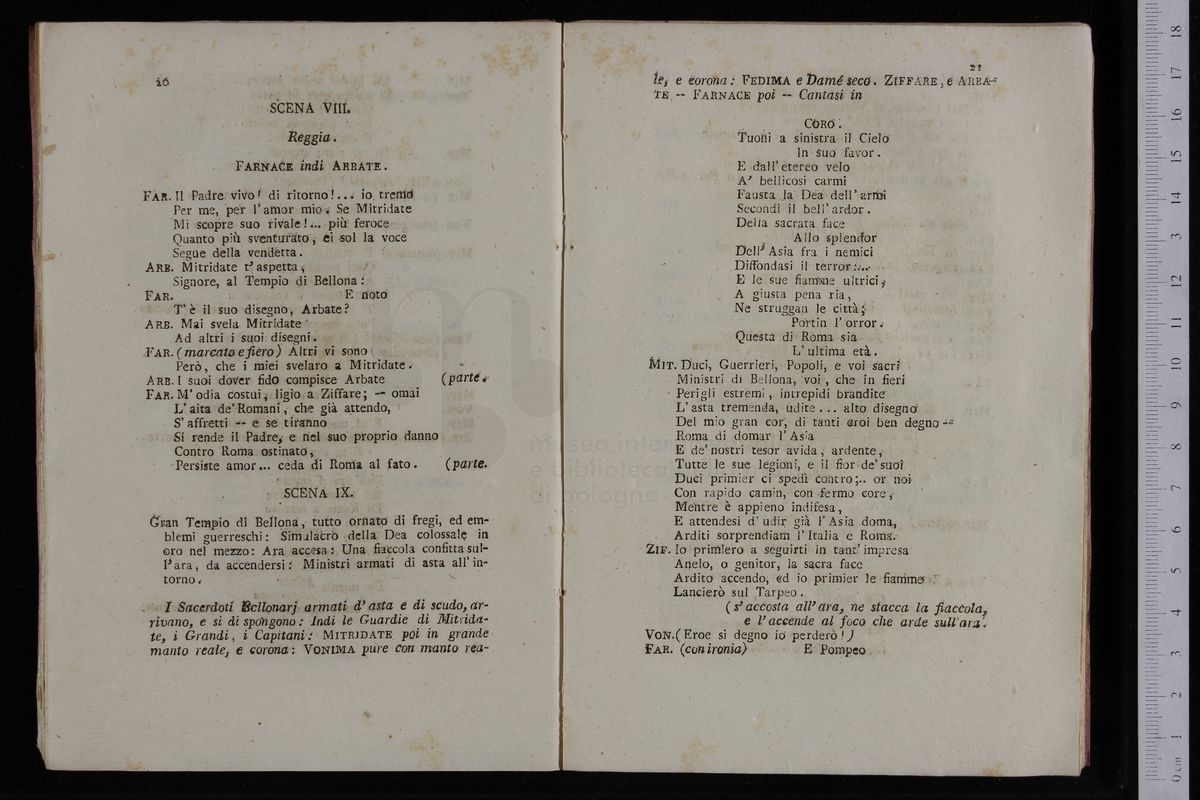 20
SCENA VIII.
Reggia.
FARNACE indi ARBATE.
FAR. Il Padre vivo! di ritorno!... io tremo
Per me, per l'amor mio. Se Mitridate
Mi scopre suo rivale!... più feroce
Quanto più sventurato, ei sol la voce
Segue della vendetta.
ARB. Mitridate t'aspetta,
Signore, al Tempio di Bellona:
FAR. E noto
T'è il suo disegno, Arbate?
ARB. Mai svela Mitridate
Ad altri i suoi disegni.
FAR. (marcato e fiero) Altri vi sono
Però, che i miei svelaro a Mitridate.
ARB. I suoi dover fido compisce Arbate (parte.
FAR. M'odia costui, ligio a Ziffare; -- omai
L'aita de'Romani, che già attendo,
S'affretti -- e se tiranno
Si rende il Padre, e nel suo proprio danno
Contro Roma ostinato,
Persiste amor... ceda di Roma al fato. (parte.
SCENA IX.
Gran Tempio di Bellona, tutto ornato di fregi, ed em-
blemi guerreschi: Simulacro della Dea colossale in
oro nel mezzo: Ara accesa: Una fiaccola confitta sul-
l'ara, da accendersi: Ministri armati di asta all'in-
torno.
I Sacerdoti Bellonarj armati d'asta e di scudo, ar-
rivano, e si dispongono: Indi le Guardie di Mitrida-
te, i Grandi, i Capitani: MITRIDATE poi in grande
manto reale, e corona: VONIMA pure con manto rea-
21
le, e corona: FEDIMA e Dame seco. ZIFFARE, e ARBA-
TE -- FARNACE poi -- Cantasi in
CORO.
Tuoni a sinistra il Cielo
In suo favor.
E dall'etereo velo
A' bellicosi carmi
Fausta la Dea dell'armi
Secondi il bell'ardor.
Della sacrata face
Allo splendor
Dell'Asia fra i nemici
Diffondasi il terror:...
E le sue fiamme ultrici,
A giusta pena ria,
Ne struggan le città;
Portin l'orror.
Questa di Roma sia
L'ultima età.
MIT. Duci, Guerrieri, Popoli, e voi sacri
Ministri di Bellona, voi, che in fieri
Perigli estremi, intrepidi brandite
L'asta tremenda, udite... alto disegno
Del mio gran cor, di tanti eroi ben degno --
Roma di domar l'Asia
E de'nostri tesor avida, ardente,
Tutte le sue legioni, e il fior de'suoi
Duci primier ci spedì contro;.. or noi
Con rapido camin, con fermo core,
Mentre è appieno indifesa,
E attendesi d'udir già l'Asia doma,
Arditi sorprendiam l'Italia e Roma.
ZIF. Io primiero a seguirti in tant'impresa
Anelo, o genitor, la sacra face
Ardito accendo, ed io primier le fiamme
Lancierò sul Tarpeo.
(s'accosta all'ara, ne stacca la fiaccola,
e l'accende al foco che arde sull'ara.
VON. (Eroe si degno io perderò!)
FAR. (con ironia) E Pompeo